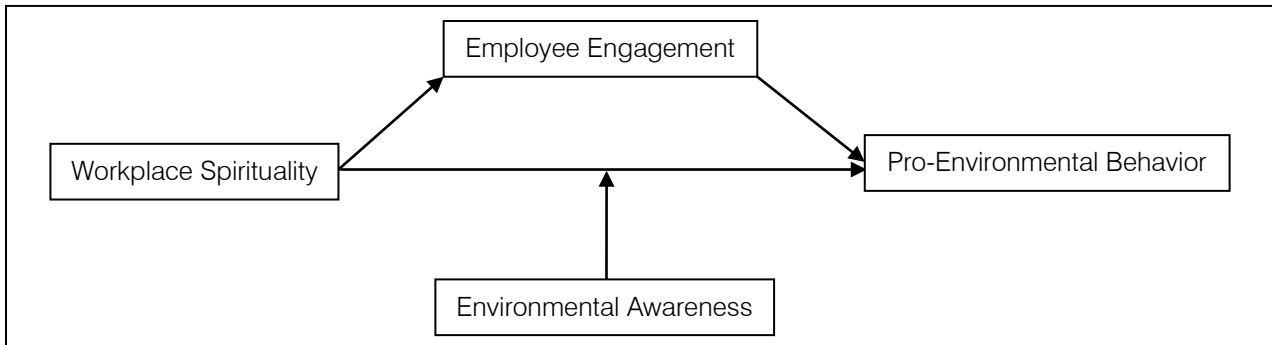 Employee Engagement
Workplace Spirituality
Pro-Environmental Behavior
Environmental Awareness